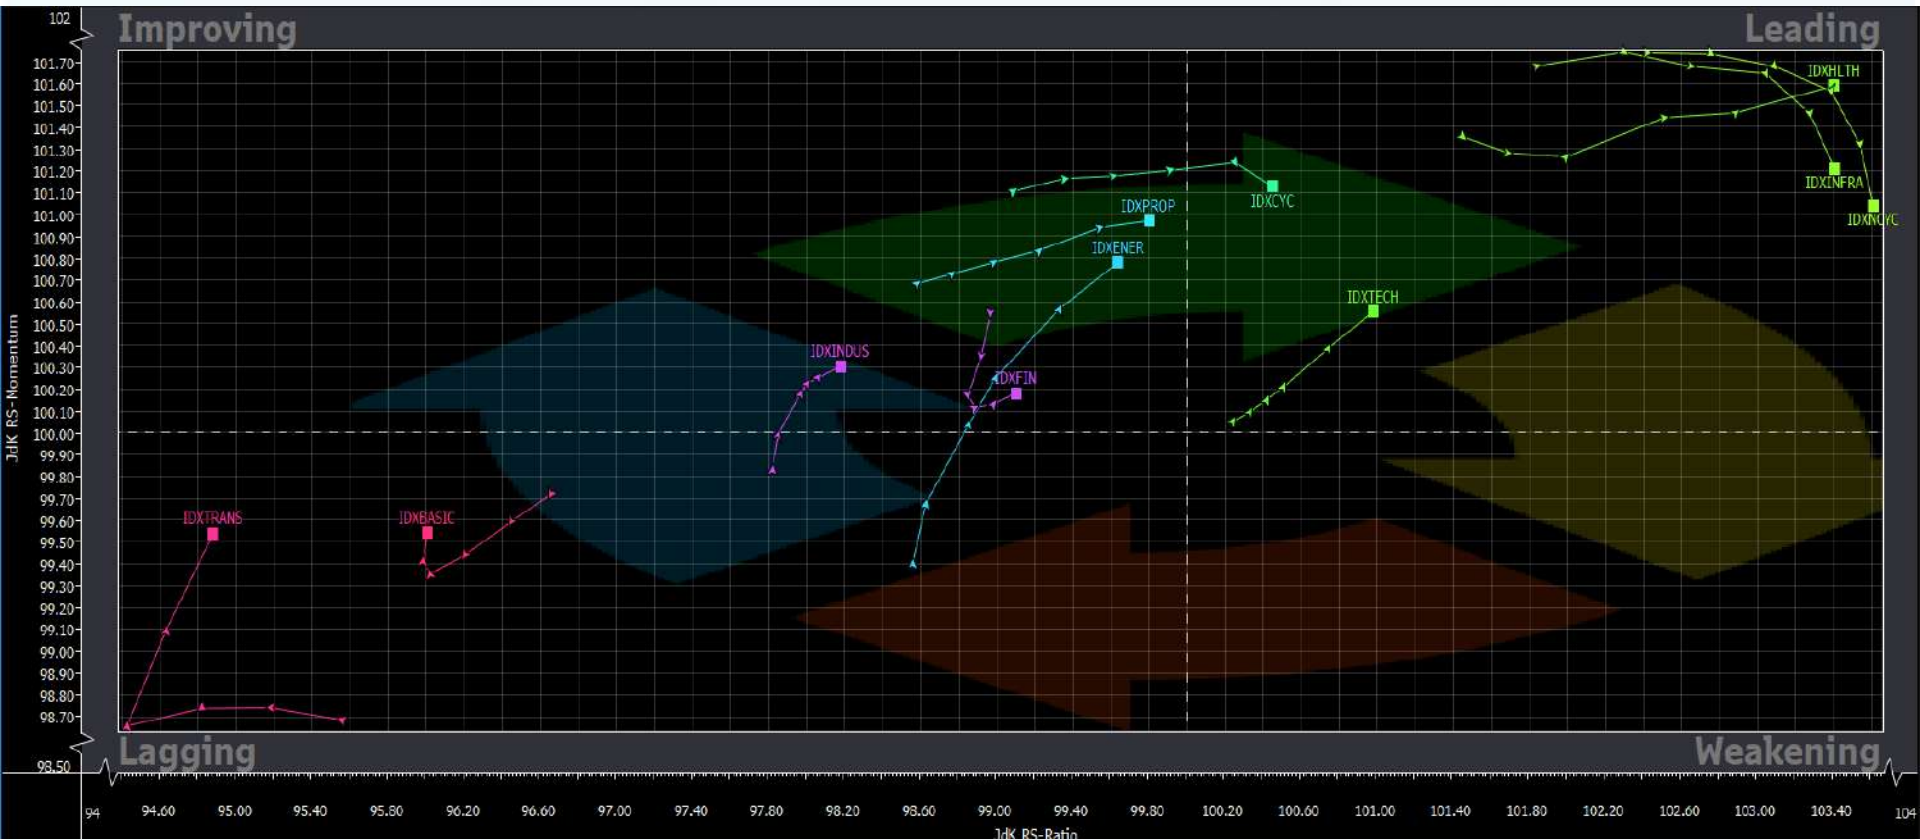 102
Improving
Leading
101.70
101.60
101.50
101.40
101.30
101.20
101.10
101.00
100.90
100.80
100.70
100.60
100.50
100.40
100.30
100.20
100.10
100.00
99.90
99.80
99.70
99.60
99.50
99.40
99.30
99.20
99.10
99.00
98.90
98.80
98.70
98.50
JdK RS-Momentum
IDXHLTH
IDXINFRA
IDXCYC
IDXPROP
IDXNCYC
IDXENER
IDXTECH
IDXINDUS
IDXFIN
IDXTRANS
IDXBASIC
Lagging
Weakening
94 94.60 95.00 95.40 95.80 96.20 96.60 97.00 97.40 97.80 98.20 98.60 99.00 99.40 99.80 100.20 100.60 101.00 101.40 101.80 102.20 102.60 103.00 103.40 104
JdK RS-Ratio